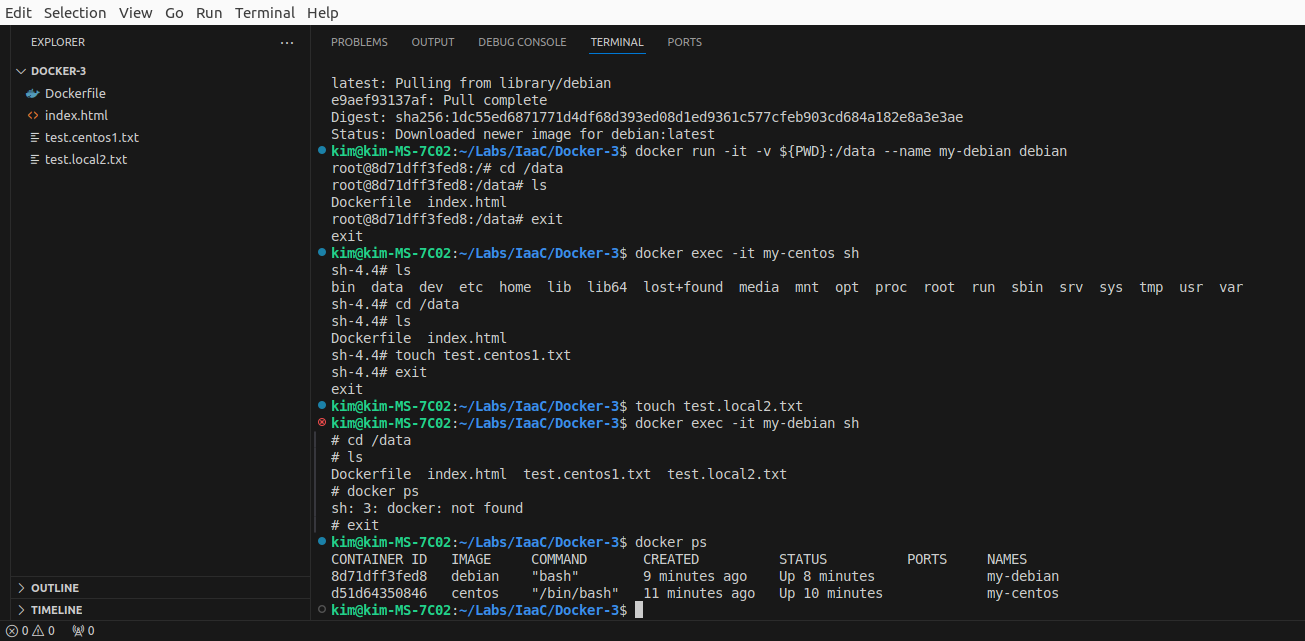 Edit Selection View Go Run Terminal Help
EXPLORER ...
DOCKER-3
Dockerfile
index.html
test.centos1.txt
test.local2.txt
OUTLINE
TIMELINE
PROBLEMS OUTPUT DEBUG CONSOLE TERMINAL PORTS
latest: Pulling from library/debian
e9aef93137af: Pull complete
Digest: sha256:1dc55ed6871771d4df68d393ed08d1ed9361c577cfeb903cd684a182e8a3e3ae
Status: Downloaded newer image for debian:latest
kim@kim-MS-7C02:~/Labs/IaaC/Docker-3$ docker run -it -v ${PWD}:/data --name my-debian debian
root@8d71dff3fed8:/# cd /data
root@8d71dff3fed8:/data# ls
Dockerfile  index.html
root@8d71dff3fed8:/data# exit
exit
kim@kim-MS-7C02:~/Labs/IaaC/Docker-3$ docker exec -it my-centos sh
sh-4.4# ls
bin  data  dev  etc  home  lib  lib64  lost+found  media  mnt  opt  proc  root  run  sbin  srv  sys  tmp  usr  var
sh-4.4# cd /data
sh-4.4# ls
Dockerfile  index.html
sh-4.4# touch test.centos1.txt
sh-4.4# exit
exit
kim@kim-MS-7C02:~/Labs/IaaC/Docker-3$ touch test.local2.txt
kim@kim-MS-7C02:~/Labs/IaaC/Docker-3$ docker exec -it my-debian sh
# cd /data
# ls
Dockerfile  index.html  test.centos1.txt  test.local2.txt
# docker ps
sh: 3: docker: not found
# exit
kim@kim-MS-7C02:~/Labs/IaaC/Docker-3$ docker ps
CONTAINER ID   IMAGE     COMMAND       CREATED          STATUS          PORTS     NAMES
8d71dff3fed8   debian    "bash"        9 minutes ago    Up 8 minutes              my-debian
d51d64350846   centos    "/bin/bash"   11 minutes ago   Up 10 minutes             my-centos
kim@kim-MS-7C02:~/Labs/IaaC/Docker-3$
0 0 0